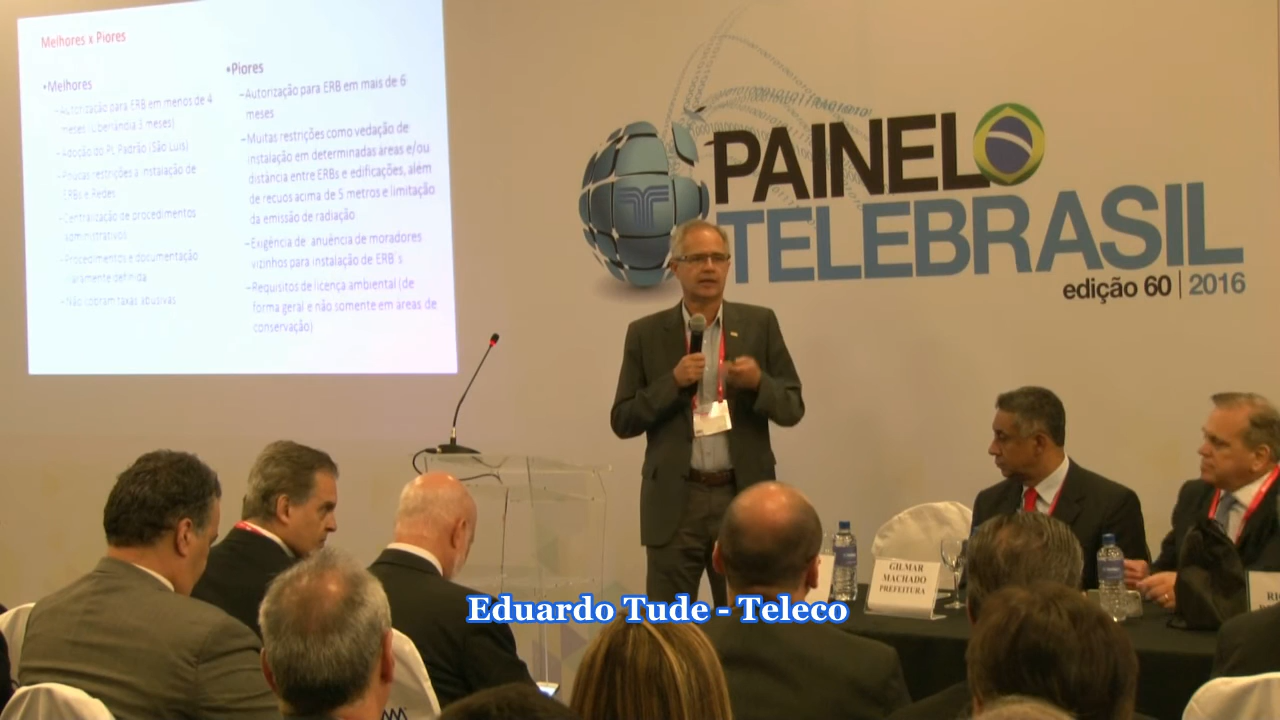 Melhores x Piores
•Melhores
–Autorização para ERB em menos de 4
meses (Uberlândia 3 meses)
–Adoção do PL Padrão (São Luis)
–Poucas restrições à instalação de
ERBs e Redes
–Centralização de procedimentos
administrativos
–Procedimentos e documentação
claramente definida
–Não cobram taxas abusivas
•Piores
–Autorização para ERB em mais de 6
meses
–Muitas restrições como vedação de
instalação em determinadas áreas e/ou
distância entre ERBs e edificações, além
de recuos acima de 5 metros e limitação
da emissão de radiação
–Exigência de anuência de moradores
vizinhos para instalação de ERB´s
–Requisitos de licença ambiental (de
forma geral e não somente em areas de
conservação)
PAINEL
TELEBRASIL
edição 60 | 2016
GILMAR
MACHADO
PREFEITURA
Eduardo Tude - Teleco